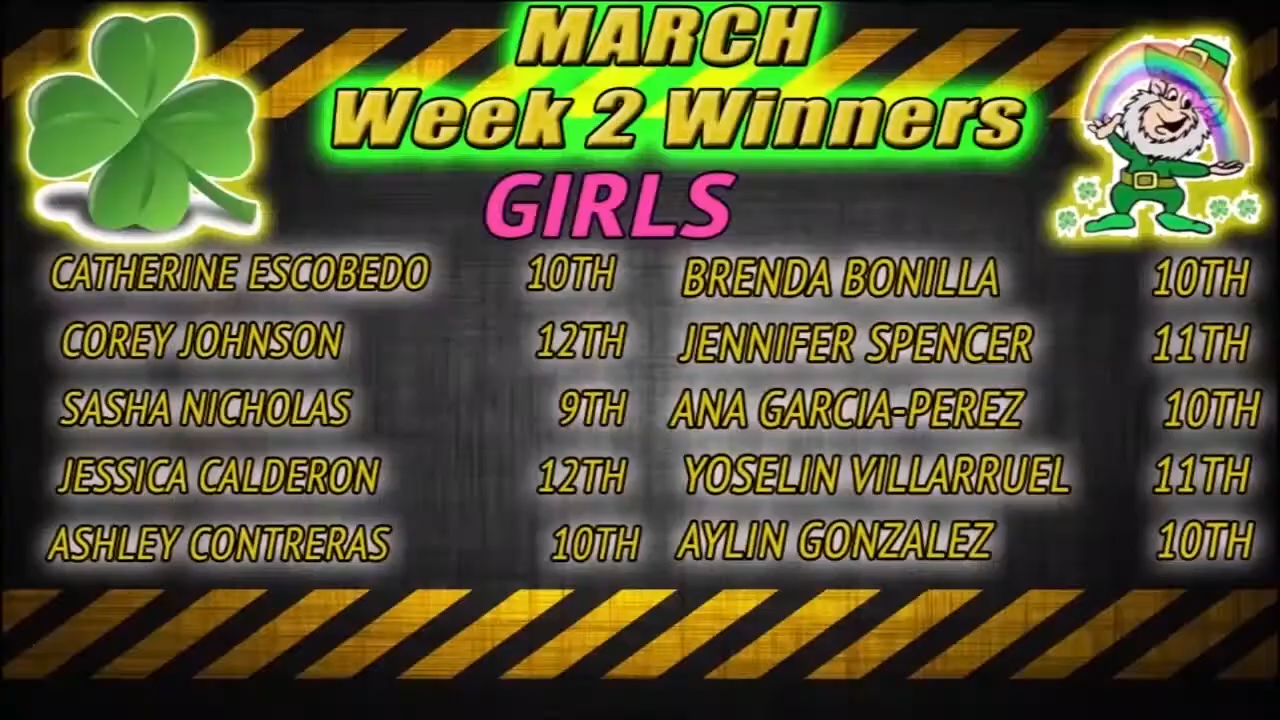 MARCH
Week 2 Winners
GIRLS
CATHERINE ESCOBEDO 10TH
COREY JOHNSON 12TH
SASHA NICHOLAS 9TH
JESSICA CALDERON 12TH
ASHLEY CONTRERAS 10TH
BRENDA BONILLA 10TH
JENNIFER SPENCER 11TH
ANA GARCIA-PEREZ 10TH
YOSELIN VILLARRUEL 11TH
AYLIN GONZALEZ 10TH